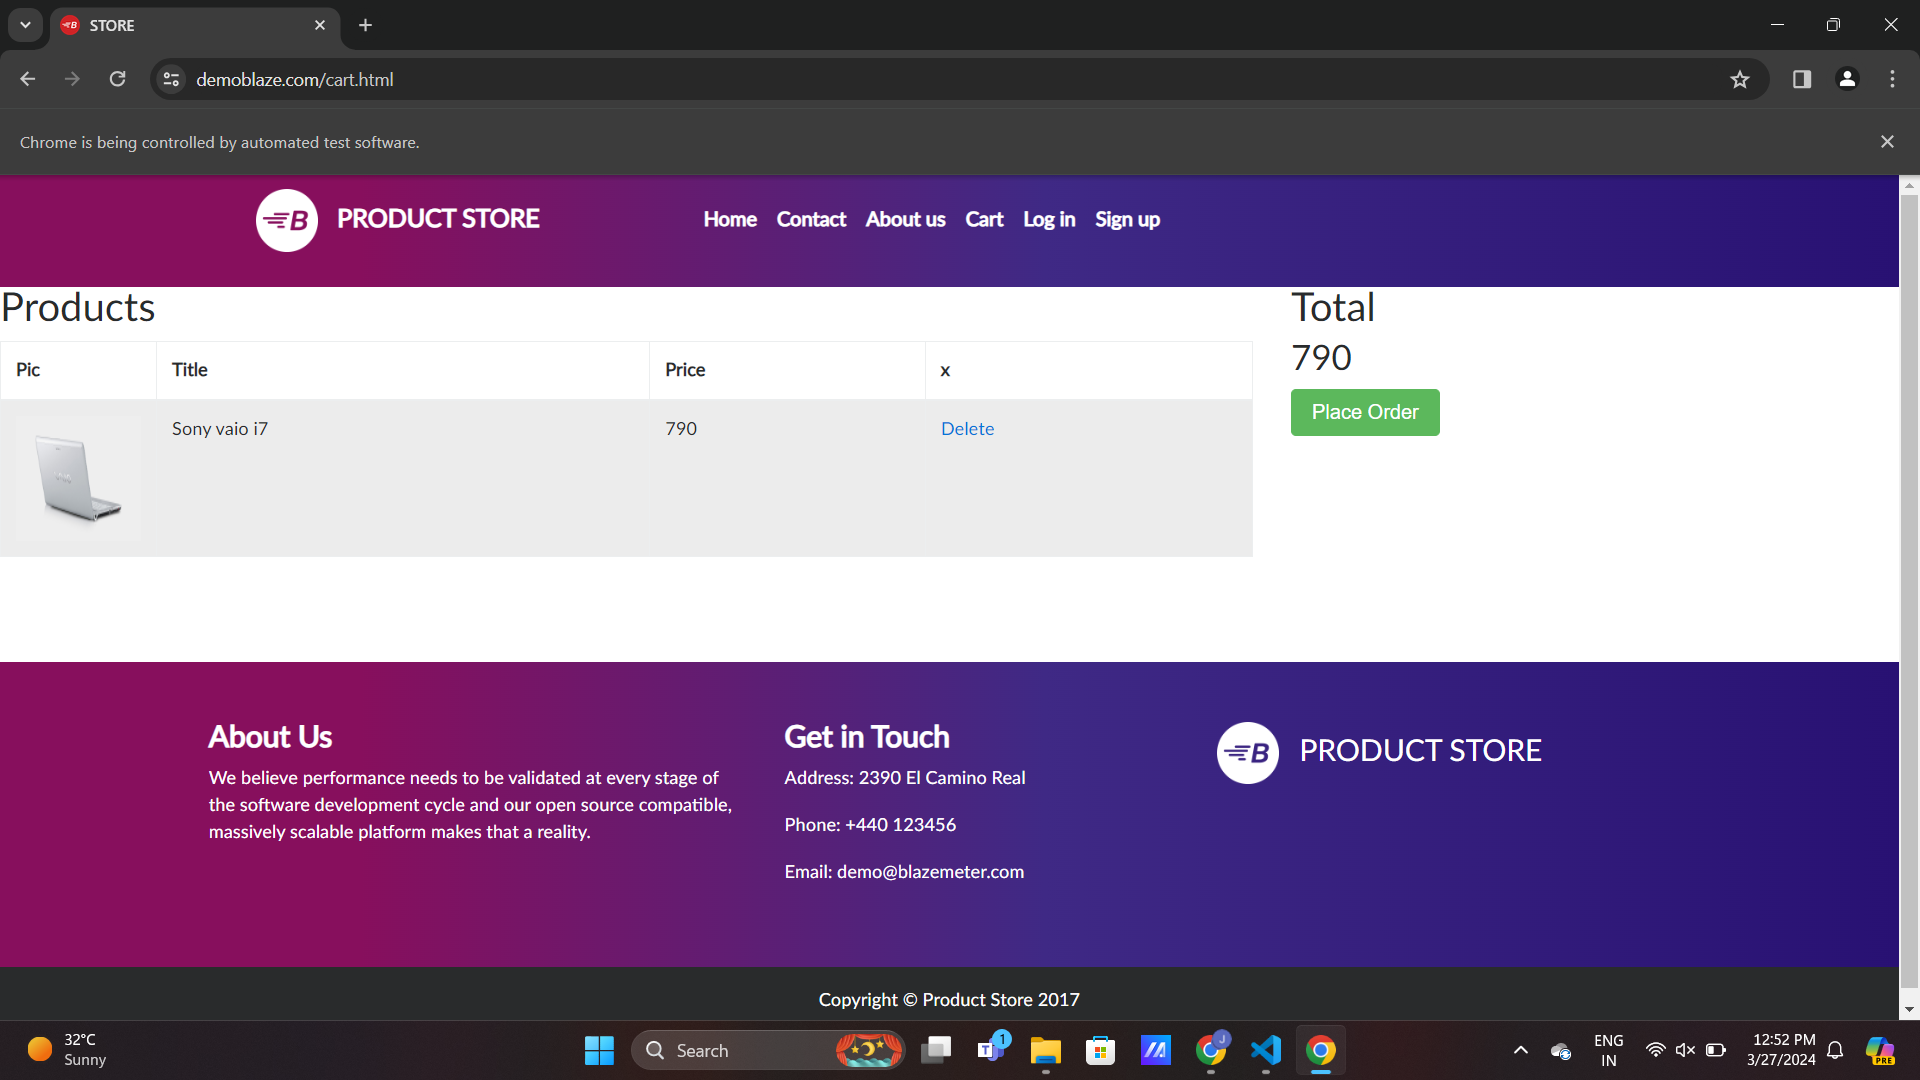 STORE
demoblaze.com/cart.html
Chrome is being controlled by automated test software.
B PRODUCT STORE
Home Contact About us Cart Log in Sign up
Products
Total
790
Place Order
Pic Title Price x
Sony vaio i7 790 Delete
About Us
We believe performance needs to be validated at every stage of
the software development cycle and our open source compatible,
massively scalable platform makes that a reality.
Get in Touch
Address: 2390 El Camino Real
Phone: +440 123456
Email: demo@blazemeter.com
B PRODUCT STORE
Copyright © Product Store 2017
32°C
Sunny
Search
T 1
J
ENG
IN
12:52 PM
3/27/2024
PRE